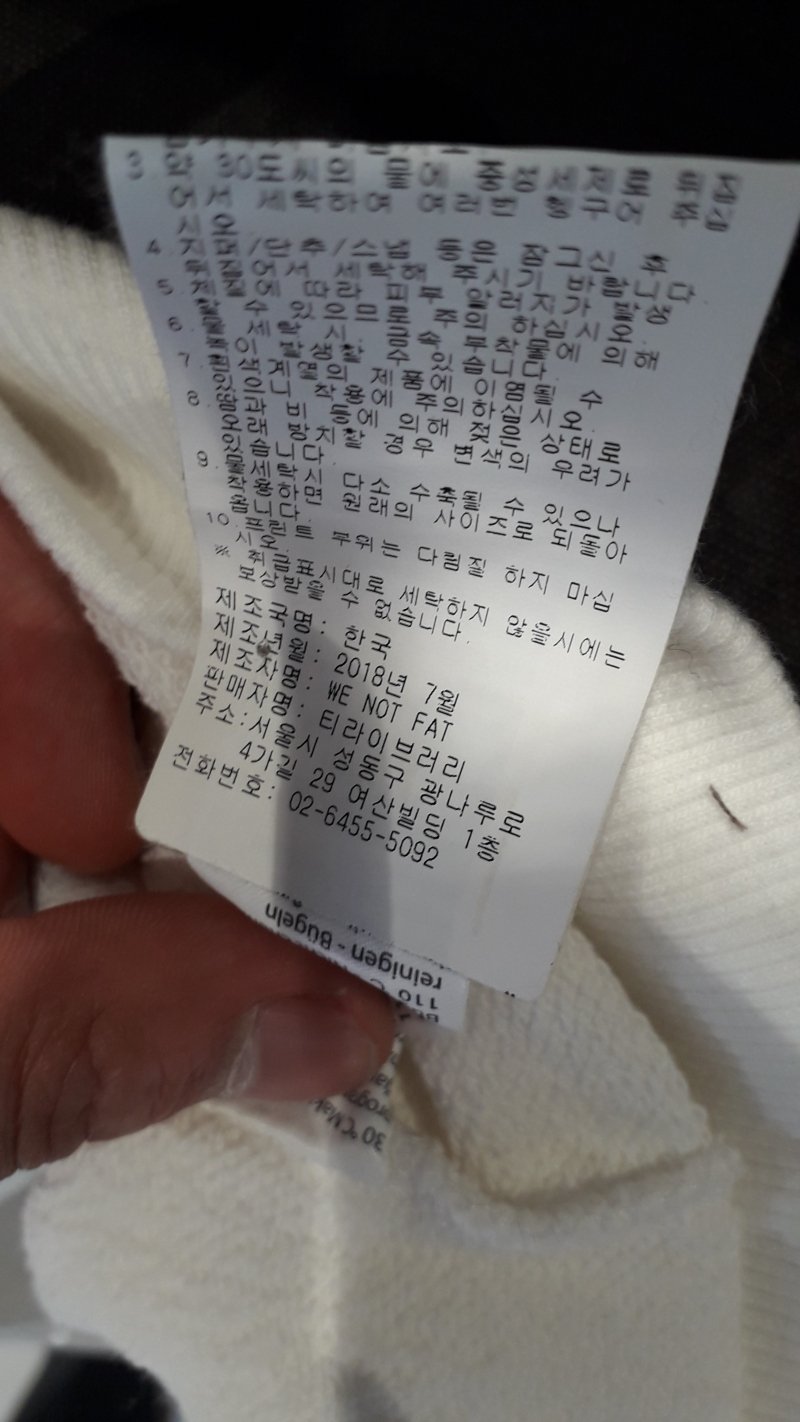 3. 약 30도씨의 물에 중성세제로 뒤집
어서 세탁하여 여러번 헹구어 주
시오.
4. 지퍼/단추/스냅 등은 잠그신 후
뒤집어서 세탁해 주시기 바랍니다.
5. 체질에 따라 피부 알러지가 발생
할 수 있으므로 주의 하십시오.
6. 물 세탁 시, 금속 부착물에 의해
이 발생할 수 있습니다.
7. 흰색계열의 제품에 이염될 수
있으니 착용에 주의하십시오.
8. 땀과 비 등에 의해 젖은 상태로
오래 방치할 경우 변색의 우려가
있습니다.
9. 물세탁시 다소 수축될 수 있으나
착용하면 원래의 사이즈로 되돌아
옵니다.
10. 프린트 부위는 다림질 하지 마십
시오.
※ 취급표시대로 세탁하지 않을시에는
보상받을 수 없습니다.
제조국명: 한국
제조년월: 2018년 7월
제조자명: WE NOT FAT
판매자명: 티라이브러리
주소:서울시 성동구 광나루로
4가길 29 여산빌딩 1층
전화번호: 02-6455-5092
reinigen - Bügeln
110
30°C